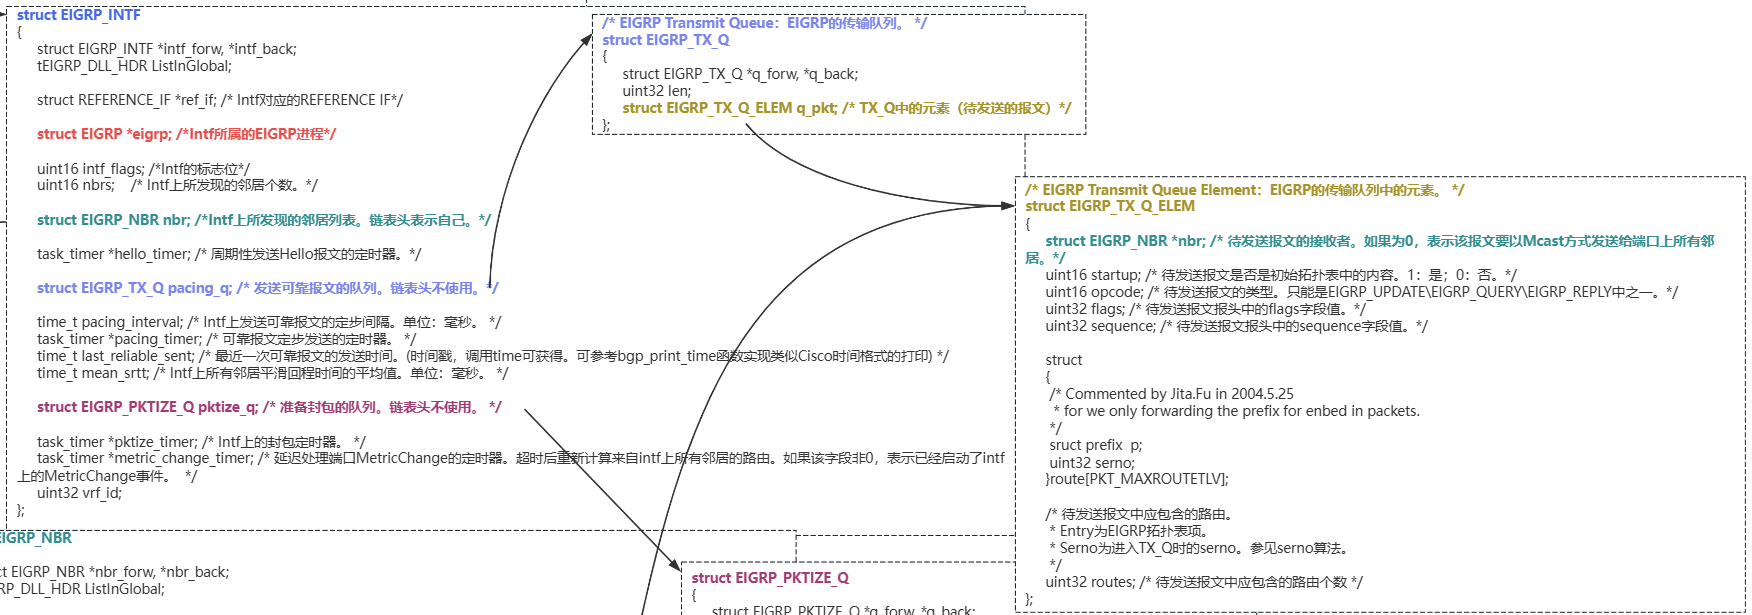 struct EIGRP_INTF
{
struct EIGRP_INTF *intf_forw, *intf_back;
tEIGRP_DLL_HDR ListInGlobal;
struct REFERENCE_IF *ref_if; /* Intf对应的REFERENCE IF*/
struct EIGRP *eigrp; /*Intf所属的EIGRP进程*/
uint16 intf_flags; /*Intf的标志位*/
uint16 nbrs; /* Intf上所发现的邻居个数。*/
struct EIGRP_NBR nbr; /*Intf上所发现的邻居列表。链表头表示自己。*/
task_timer *hello_timer; /* 周期性发送Hello报文的定时器。*/
struct EIGRP_TX_Q pacing_q; /* 发送可靠报文的队列。链表头不使用。*/
time_t pacing_interval; /* Intf上发送可靠报文的定步间隔。单位：毫秒。 */
task_timer *pacing_timer; /* 可靠报文定步发送的定时器。 */
time_t last_reliable_sent; /* 最近一次可靠报文的发送时间。(时间戳，调用time可获得。可参考bgp_print_time函数实现类似Cisco时间格式的打印) */
time_t mean_srtt; /* Intf上所有邻居平滑回程时间的平均值。单位：毫秒。 */
struct EIGRP_PKTIZE_Q pktize_q; /* 准备封包的队列。链表头不使用。 */
task_timer *pktize_timer; /* Intf上的封包定时器。 */
task_timer *metric_change_timer; /* 延迟处理端口MetricChange的定时器。超时后重新计算来自intf上所有邻居的路由。如果该字段非0，表示已经启动了intf
上的MetricChange事件。 */
uint32 vrf_id;
};
/* EIGRP Transmit Queue：EIGRP的传输队列。 */
struct EIGRP_TX_Q
{
struct EIGRP_TX_Q *q_forw, *q_back;
uint32 len;
struct EIGRP_TX_Q_ELEM q_pkt; /* TX_Q中的元素（待发送的报文）*/
};
/* EIGRP Transmit Queue Element：EIGRP的传输队列中的元素。 */
struct EIGRP_TX_Q_ELEM
{
struct EIGRP_NBR *nbr; /* 待发送报文的接收者。如果为0，表示该报文要以Mcast方式发送给端口上所有邻
居。*/
uint16 startup; /* 待发送报文是否是初始拓扑表中的内容。1：是；0：否。*/
uint16 opcode; /* 待发送报文的类型。只能是EIGRP_UPDATE\EIGRP_QUERY\EIGRP_REPLY中之一。*/
uint32 flags; /* 待发送报文报头中的flags字段值。*/
uint32 sequence; /* 待发送报文报头中的sequence字段值。*/
struct
{
/* Commented by Jita.Fu in 2004.5.25
* for we only forwarding the prefix for enbed in packets.
*/
sruct prefix p;
uint32 serno;
}route[PKT_MAXROUTETLV];
/* 待发送报文中应包含的路由。
* Entry为EIGRP拓扑表项。
* Serno为进入TX_Q时的serno。参见serno算法。
*/
uint32 routes; /* 待发送报文中应包含的路由个数 */
};
EIGRP_NBR
ct EIGRP_NBR *nbr_forw, *nbr_back;
RP_DLL_HDR ListInGlobal;
struct EIGRP_PKTIZE_Q
{
struct EIGRP_PKTIZE_Q *q_forw, *q_back;